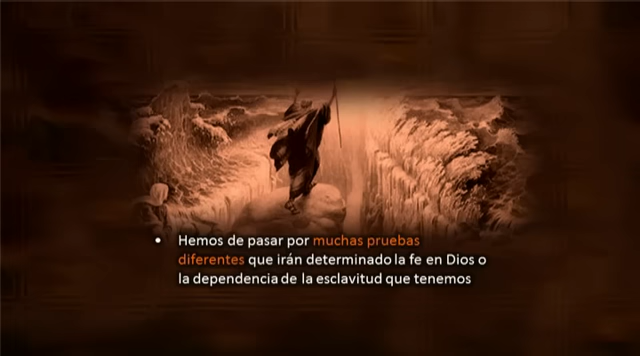 • Hemos de pasar por muchas pruebas
diferentes que irán determinado la fe en Dios o
la dependencia de la esclavitud que tenemos